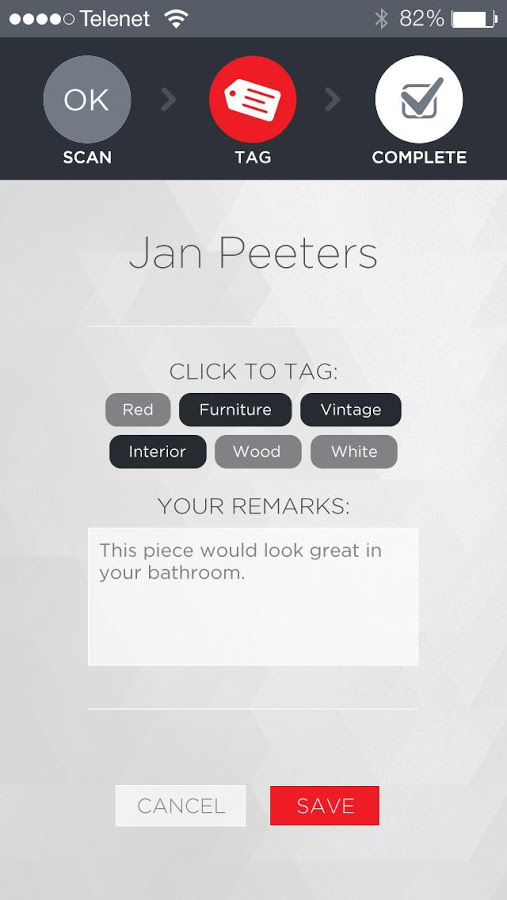 Telenet 82%
OK
SCAN TAG COMPLETE
Jan Peeters
CLICK TO TAG:
Red Furniture Vintage
Interior Wood White
YOUR REMARKS:
This piece would look great in
your bathroom.
CANCEL SAVE